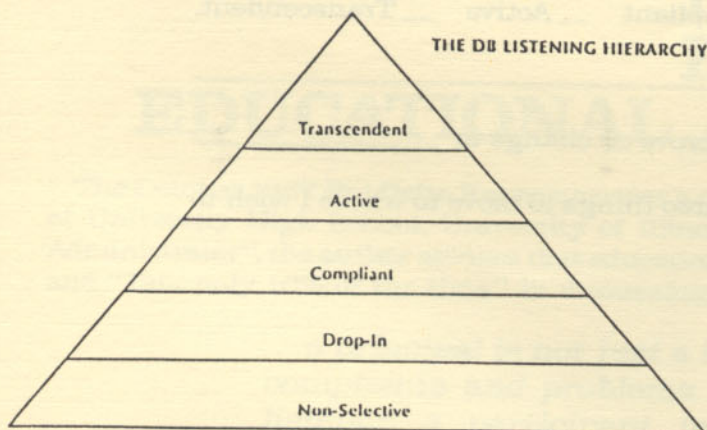 THE DB LISTENING HIERARCHY
Transcendent
Active
Compliant
Drop-In
Non-Selective